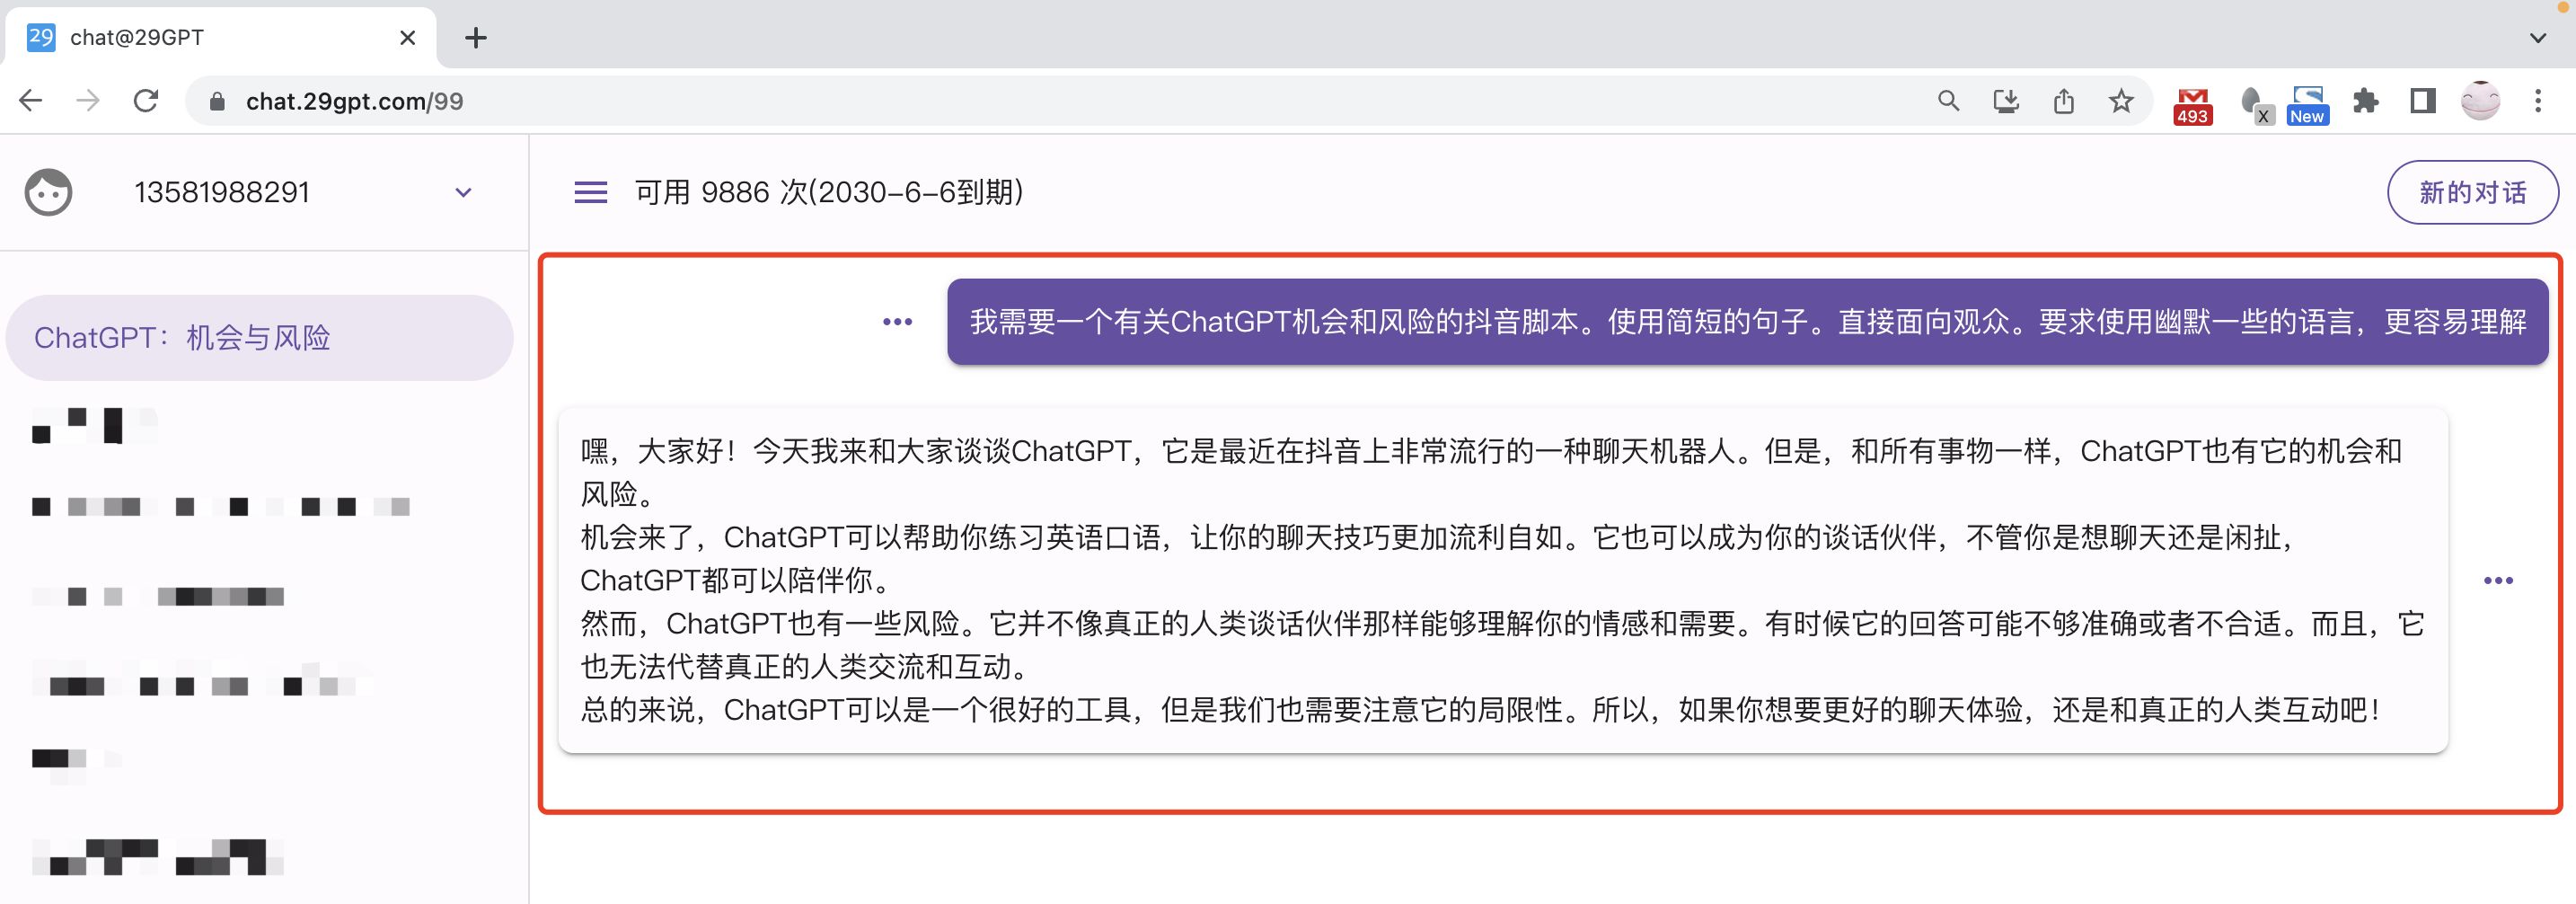 29 chat@29GPT
chat.29gpt.com/99
493
X
New
13581988291
可用 9886 次(2030-6-6到期)
新的对话
ChatGPT：机会与风险
我需要一个有关ChatGPT机会和风险的抖音脚本。使用简短的句子。直接面向观众。要求使用幽默一些的语言，更容易理解
嘿，大家好！今天我来和大家谈谈ChatGPT，它是最近在抖音上非常流行的一种聊天机器人。但是，和所有事物一样，ChatGPT也有它的机会和
风险。
机会来了，ChatGPT可以帮助你练习英语口语，让你的聊天技巧更加流利自如。它也可以成为你的谈话伙伴，不管你是想聊天还是闲扯，
ChatGPT都可以陪伴你。
然而，ChatGPT也有一些风险。它并不像真正的人类谈话伙伴那样能够理解你的情感和需要。有时候它的回答可能不够准确或者不合适。而且，它
也无法代替真正的人类交流和互动。
总的来说，ChatGPT可以是一个很好的工具，但是我们也需要注意它的局限性。所以，如果你想要更好的聊天体验，还是和真正的人类互动吧！